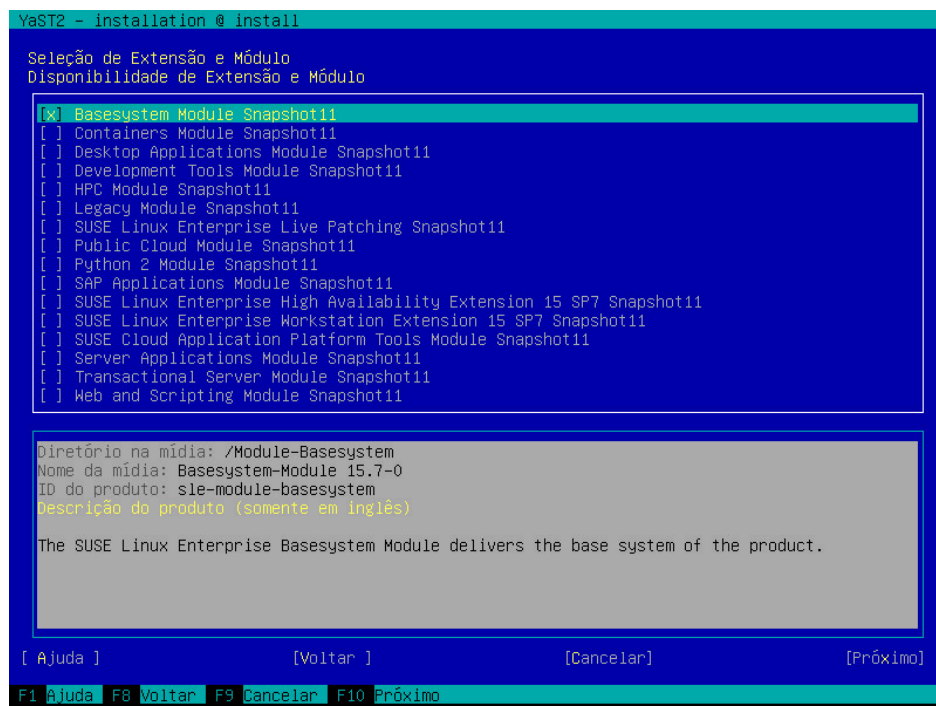 YaST2 - installation @ install
Seleção de Extensão e Módulo
Disponibilidade de Extensão e Módulo
[x] Basesystem Module Snapshot11
[ ] Containers Module Snapshot11
[ ] Desktop Applications Module Snapshot11
[ ] Development Tools Module Snapshot11
[ ] HPC Module Snapshot11
[ ] Legacy Module Snapshot11
[ ] SUSE Linux Enterprise Live Patching Snapshot11
[ ] Public Cloud Module Snapshot11
[ ] Python 2 Module Snapshot11
[ ] SAP Applications Module Snapshot11
[ ] SUSE Linux Enterprise High Availability Extension 15 SP7 Snapshot11
[ ] SUSE Linux Enterprise Workstation Extension 15 SP7 Snapshot11
[ ] SUSE Cloud Application Platform Tools Module Snapshot11
[ ] Server Applications Module Snapshot11
[ ] Transactional Server Module Snapshot11
[ ] Web and Scripting Module Snapshot11
Diretório na mídia: /Module-Basesystem
Nome da mídia: Basesystem-Module 15.7-0
ID do produto: sle-module-basesystem
Descrição do produto (somente em inglês)
The SUSE Linux Enterprise Basesystem Module delivers the base system of the product.
[ Ajuda ] [Voltar ] [Cancelar] [Próximo]
F1 Ajuda F8 Voltar F9 Cancelar F10 Próximo